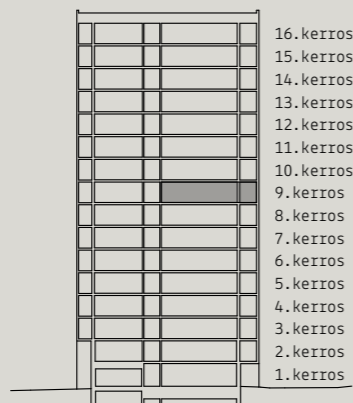 16.kerros
15.kerros
14.kerros
13.kerros
12.kerros
11.kerros
10.kerros
9.kerros
8.kerros
7.kerros
6.kerros
5.kerros
4.kerros
3.kerros
2.kerros
1.kerros